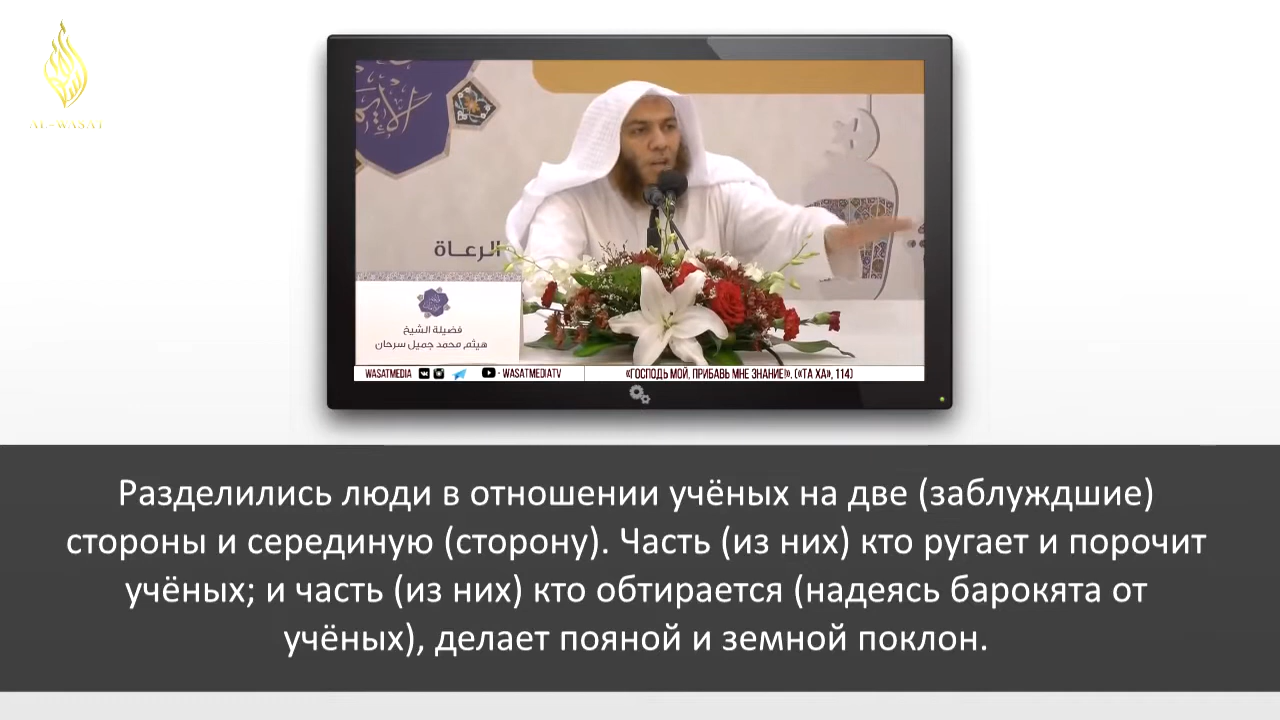 AL-WASAT
الرعاة
فضيلة الشيخ
هيثم محمد جميل سرحان
WASATMEDIA
- WASATMEDIATV
«ГОСПОДЬ МОЙ, ПРИБАВЬ МНЕ ЗНАНИЕ!». («ТА ХА», 114)
Разделились люди в отношении учёных на две (заблуждшие)
стороны и серединую (сторону). Часть (из них) кто ругает и порочит
учёных; и часть (из них) кто обтирается (надеясь барокята от
учёных), делает пояной и земной поклон.